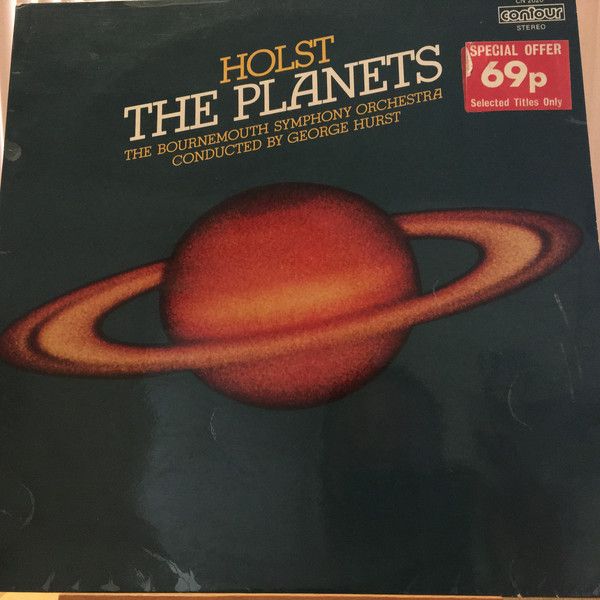 CN 2020
contour
STEREO
HOLST
THE PLANETS
THE BOURNEMOUTH SYMPHONY ORCHESTRA
CONDUCTED BY GEORGE HURST
SPECIAL OFFER
69p
Selected Titles Only